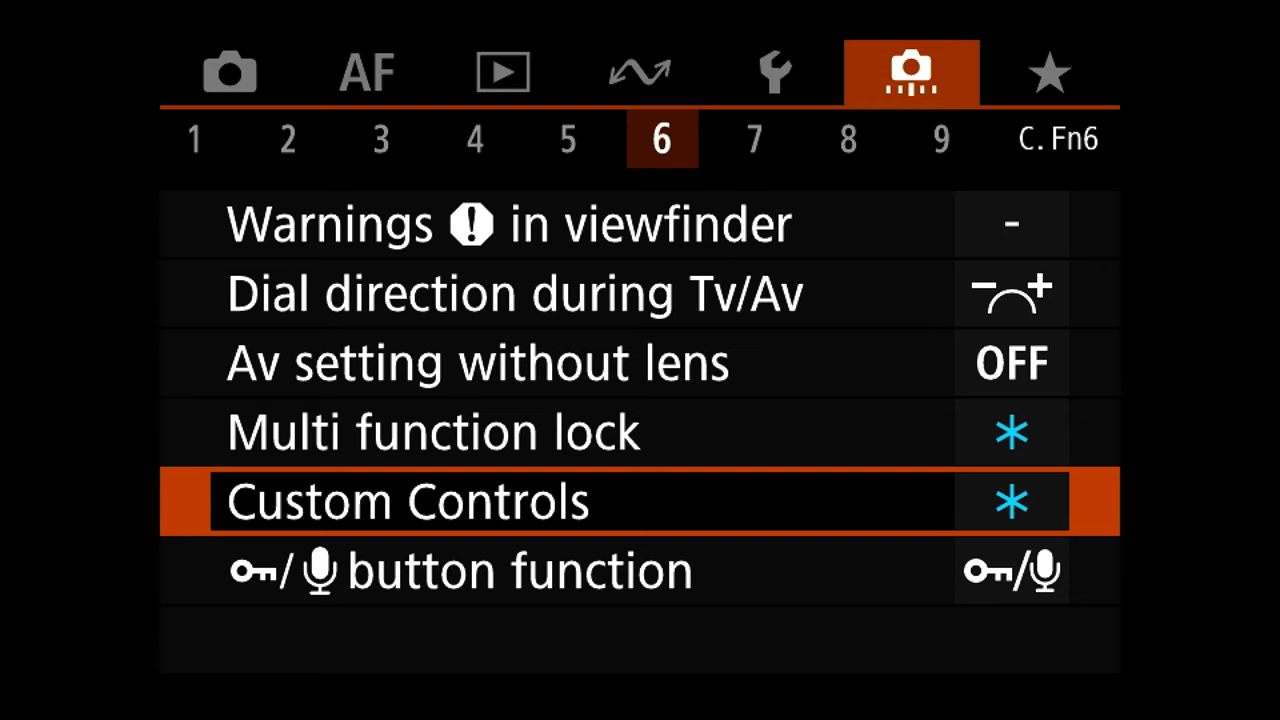 AF
1 2 3 4 5 6 7 8 9 C.Fn6
Warnings ! in viewfinder -
Dial direction during Tv/Av -+
Av setting without lens OFF
Multi function lock *
Custom Controls *
/ button function /